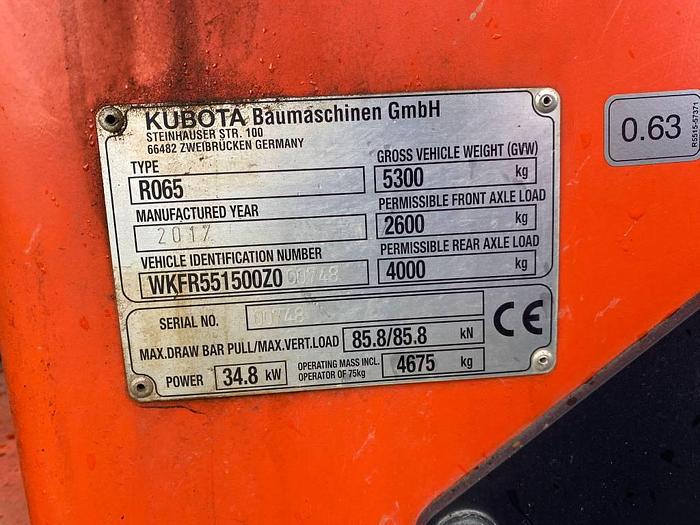 KUBOTA Baumaschinen GmbH
STEINHAUSER STR. 100
66482 ZWEIBRÜCKEN GERMANY
TYPE
R065
GROSS VEHICLE WEIGHT (GVW)
5300 kg
MANUFACTURED YEAR
2017
PERMISSIBLE FRONT AXLE LOAD
2600 kg
VEHICLE IDENTIFICATION NUMBER
WKFR551500Z000748
PERMISSIBLE REAR AXLE LOAD
4000 kg
SERIAL NO. 00748
CE
MAX.DRAW BAR PULL/MAX.VERT.LOAD 85.8/85.8 kN
POWER 34.8 kW
OPERATING MASS INCL.
OPERATOR OF 75kg
4675 kg
0.63
RS515-57371